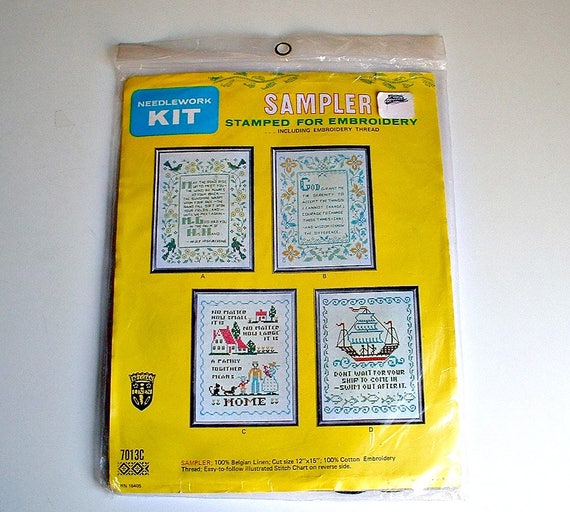 NEEDLEWORK
KIT
SAMPLER
STAMPED FOR EMBROIDERY
...INCLUDING EMBROIDERY THREAD
A
GOD GRANT ME
THE SERENITY TO
ACCEPT THE THINGS
I CANNOT CHANGE,
COURAGE TO CHANGE
THOSE THINGS I CAN
AND WISDOM TO KNOW
THE DIFFERENCE.
B
NO MATTER
HOW SMALL
IT IS
NO MATTER
HOW LARGE
IT IS
A FAMILY
TOGETHER
MEANS
HOME
C
DON'T WAIT FOR YOUR
SHIP TO COME IN
—SWIM OUT AFTER IT.
D
7013C
SAMPLER: 100% Belgian Linen; Cut size 12"x15"; 100% Cotton Embroidery
Thread; Easy-to-follow Illustrated Stitch Chart on reverse side.
RN 18405